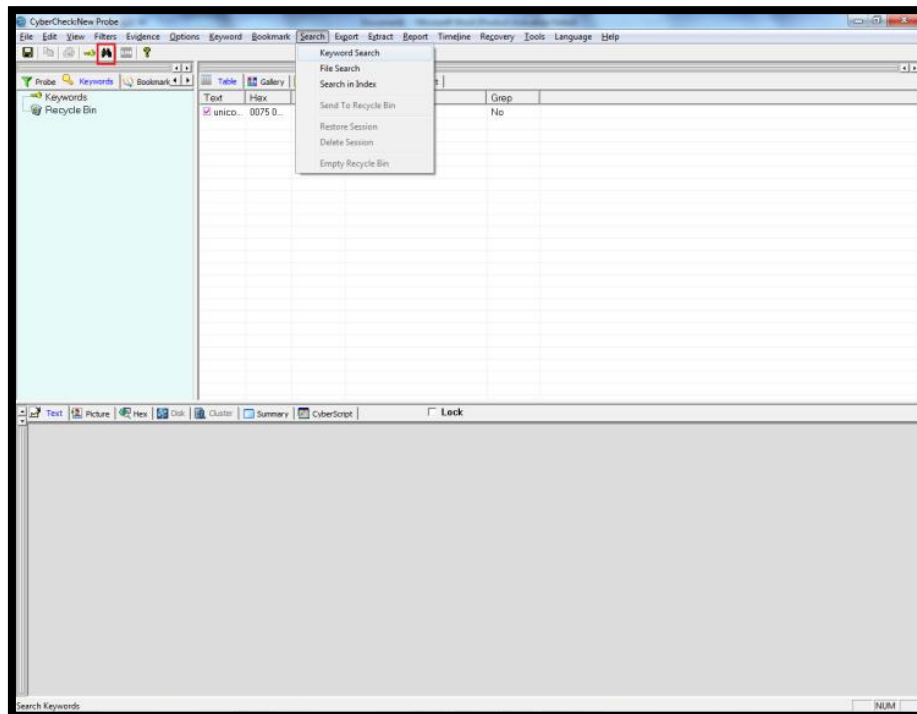 CyberCheck:New Probe
File Edit View Filters Evidence Options Keyword Bookmark Search Export Extract Report Timeline Recovery Tools Language Help
Probe Keywords Bookmark Table Gallery
Keywords
Recycle Bin
Text Hex Grep
unico... 0075 0... No
Keyword Search
File Search
Search in Index
Send To Recycle Bin
Restore Session
Delete Session
Empty Recycle Bin
Text Picture Hex Disk Cluster Summary CyberScript Lock
Search Keywords NUM